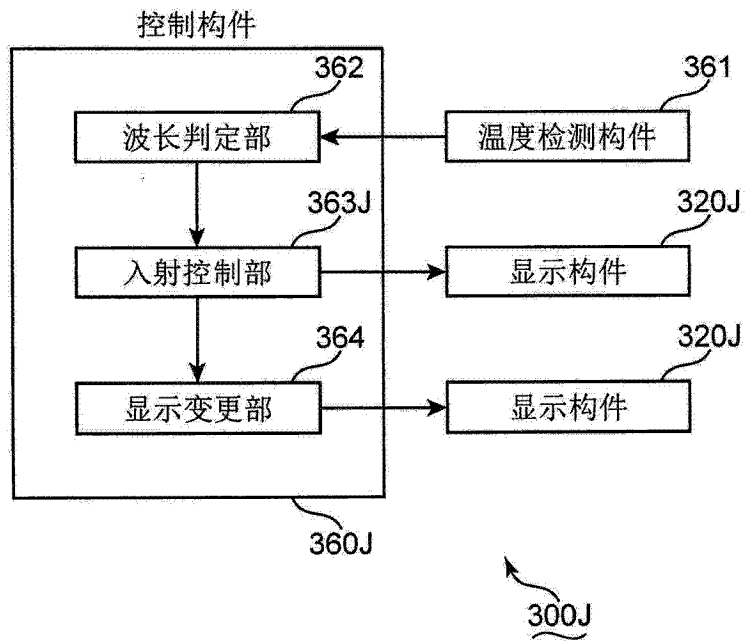 控制构件
362
361
波长判定部
温度检测构件
363J
320J
入射控制部
显示构件
364
320J
显示变更部
显示构件
360J
300J